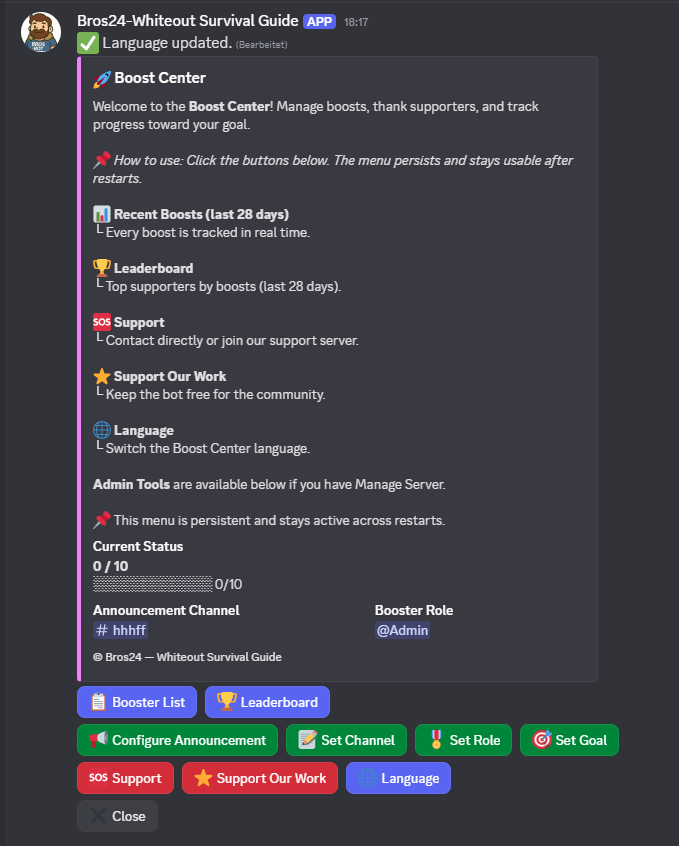 Bros24-Whiteout Survival Guide APP 18:17
✅ Language updated. (Bearbeitet)
🚀 Boost Center
Welcome to the Boost Center! Manage boosts, thank supporters, and track
progress toward your goal.
📌 How to use: Click the buttons below. The menu persists and stays usable after
restarts.
📊 Recent Boosts (last 28 days)
└ Every boost is tracked in real time.
🏆 Leaderboard
└ Top supporters by boosts (last 28 days).
🆘 Support
└ Contact directly or join our support server.
⭐ Support Our Work
└ Keep the bot free for the community.
🌐 Language
└ Switch the Boost Center language.
Admin Tools are available below if you have Manage Server.
📌 This menu is persistent and stays active across restarts.
Current Status
0 / 10
░░░░░░░░░░░░ 0/10
Announcement Channel Booster Role
# hhhff @Admin
© Bros24 — Whiteout Survival Guide
📋 Booster List 🏆 Leaderboard
📢 Configure Announcement 📝 Set Channel 🎖️ Set Role 🎯 Set Goal
🆘 Support ⭐ Support Our Work 🌐 Language
✖️ Close